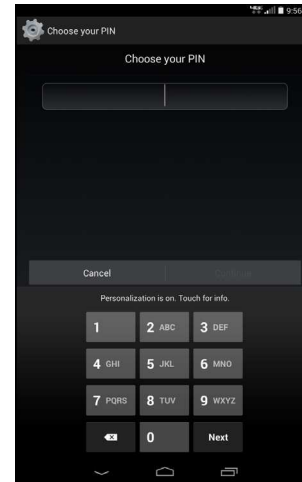 9:56
Choose your PIN
Choose your PIN
Cancel
Personalization is on. Touch for info.
1 2 ABC 3 DEF
4 GHI 5 JKL 6 MNO
7 PQRS 8 TUV 9 WXYZ
0 Next